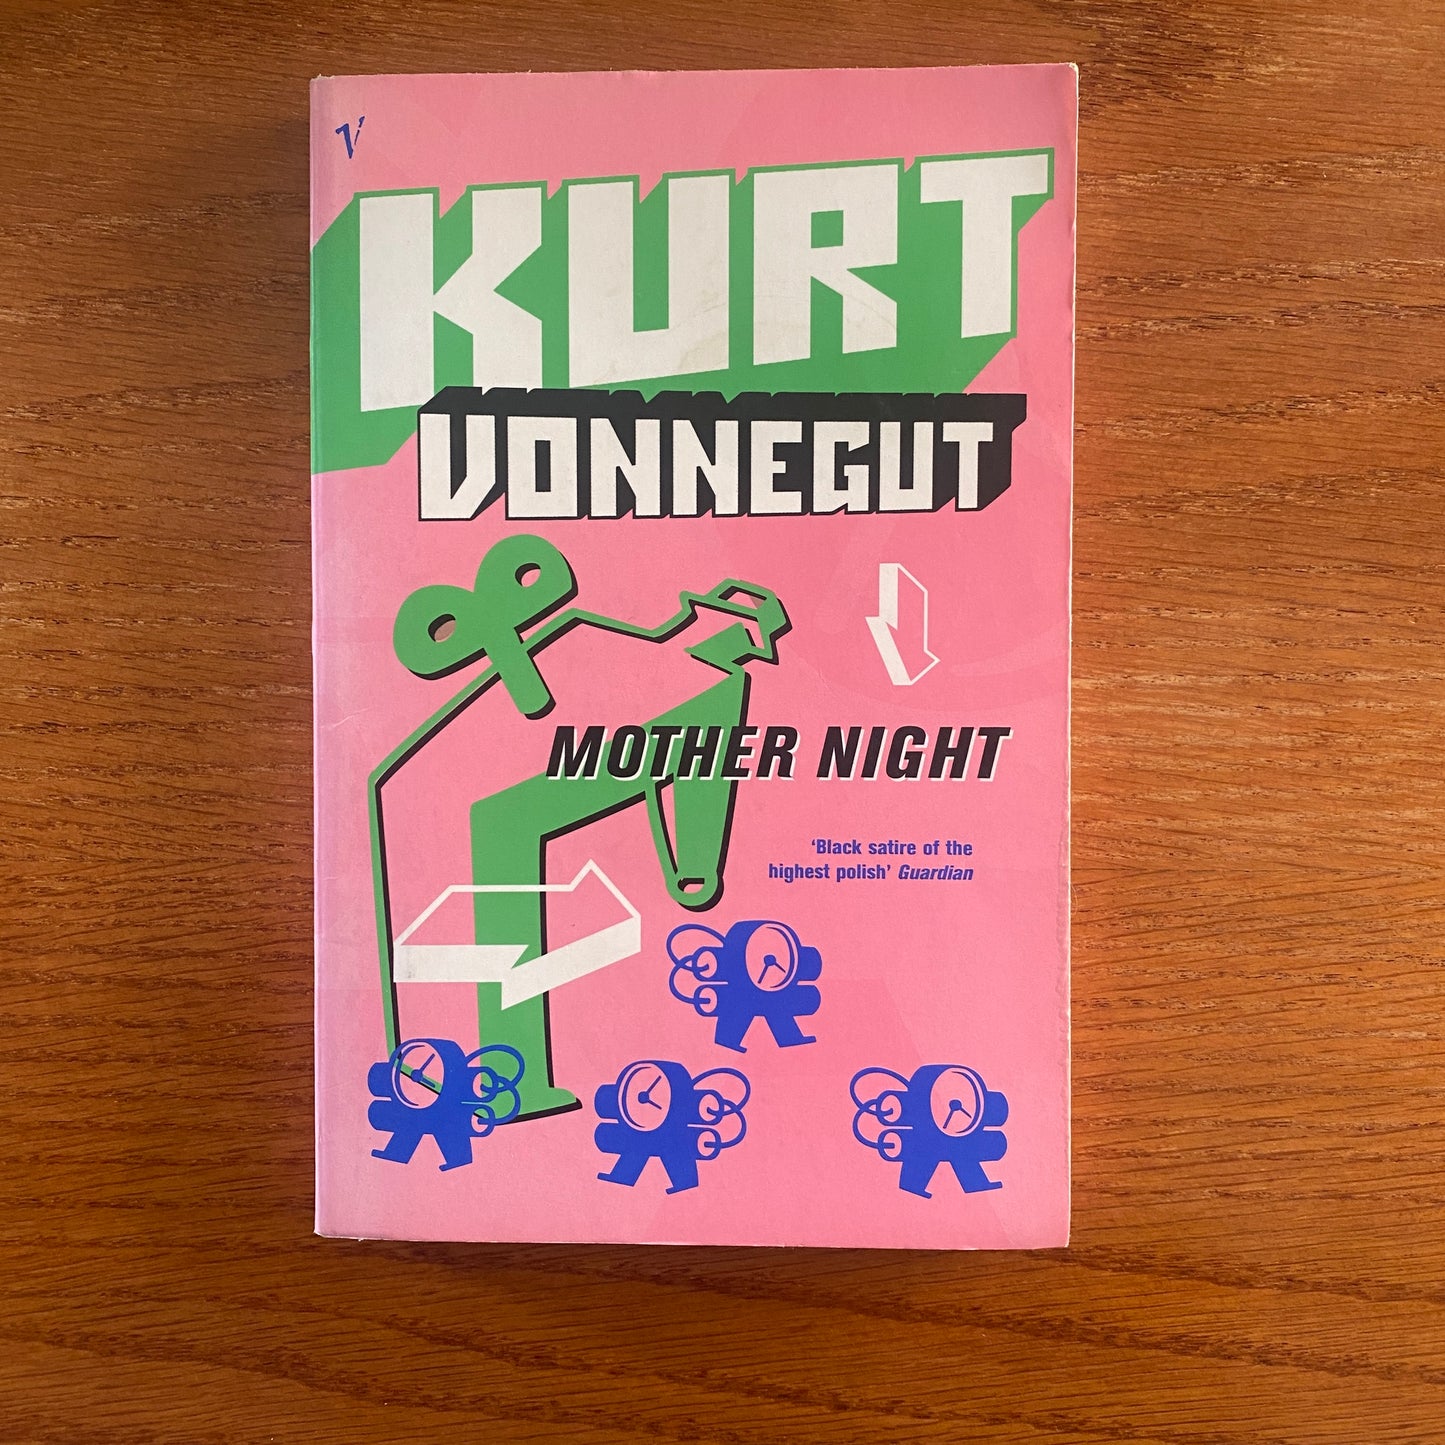 V
KURT
VONNEGUT
MOTHER NIGHT
‘Black satire of the
highest polish’ Guardian